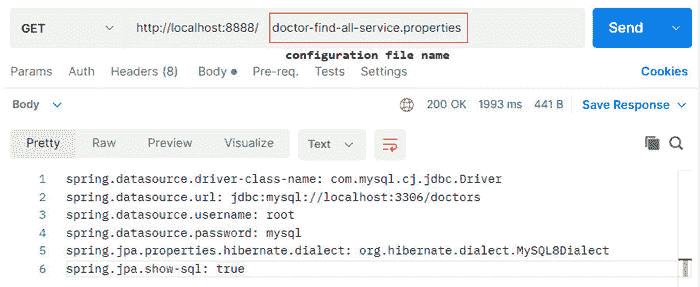 GET http://localhost:8888/ doctor-find-all-service.properties Send
configuration file name
Params Auth Headers (8) Body Pre-req. Tests Settings Cookies
Body 200 OK 1993 ms 441 B Save Response
Pretty Raw Preview Visualize Text
1 spring.datasource.driver-class-name: com.mysql.cj.jdbc.Driver
2 spring.datasource.url: jdbc:mysql://localhost:3306/doctors
3 spring.datasource.username: root
4 spring.datasource.password: mysql
5 spring.jpa.properties.hibernate.dialect: org.hibernate.dialect.MySQL8Dialect
6 spring.jpa.show-sql: true